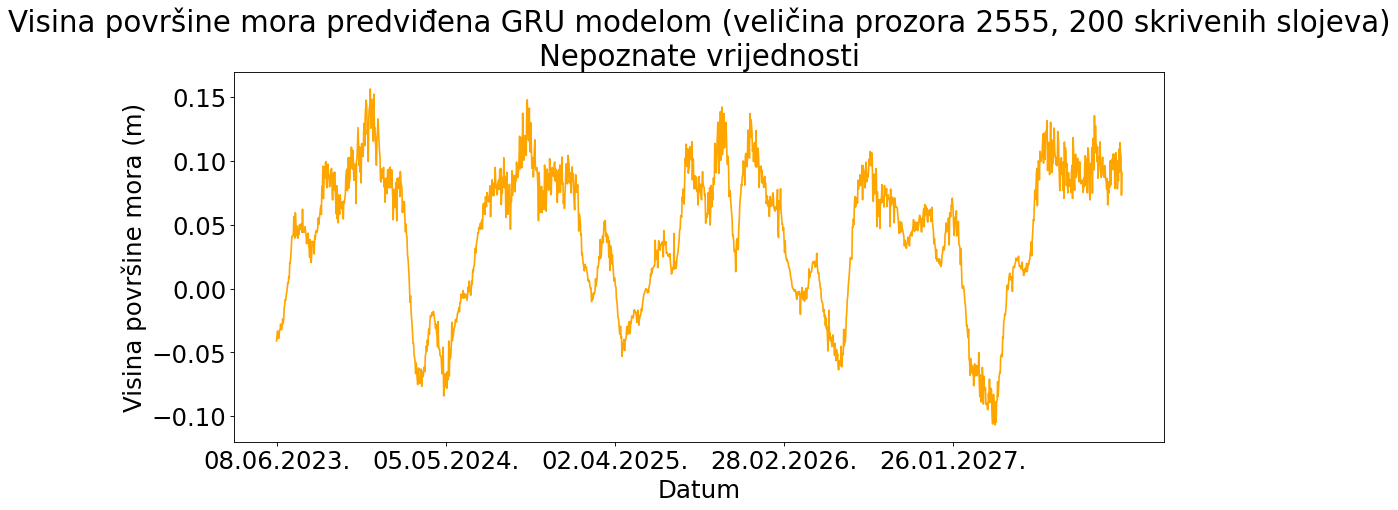 Visina površine mora predviđena GRU modelom (veličina prozora 2555, 200 skrivenih slojeva)
Nepoznate vrijednosti
Visina površine mora (m)
0.15
0.10
0.05
0.00
−0.05
−0.10
08.06.2023. 05.05.2024. 02.04.2025. 28.02.2026. 26.01.2027.
Datum